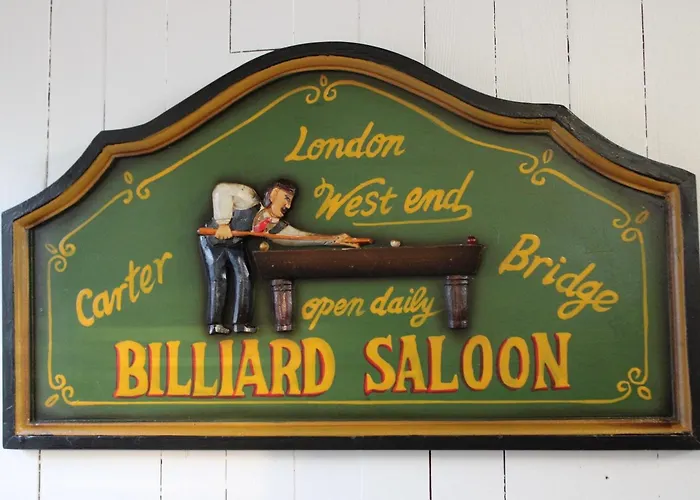 London
West end
Carter Bridge
open daily
BILLIARD SALOON